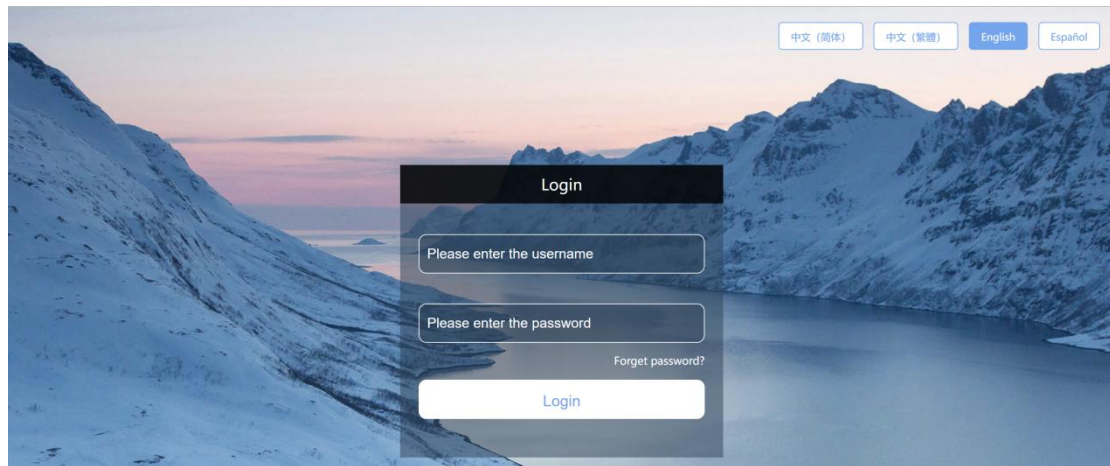 中文（简体） 中文（繁體） English Español
Login
Please enter the username
Please enter the password
Forget password?
Login